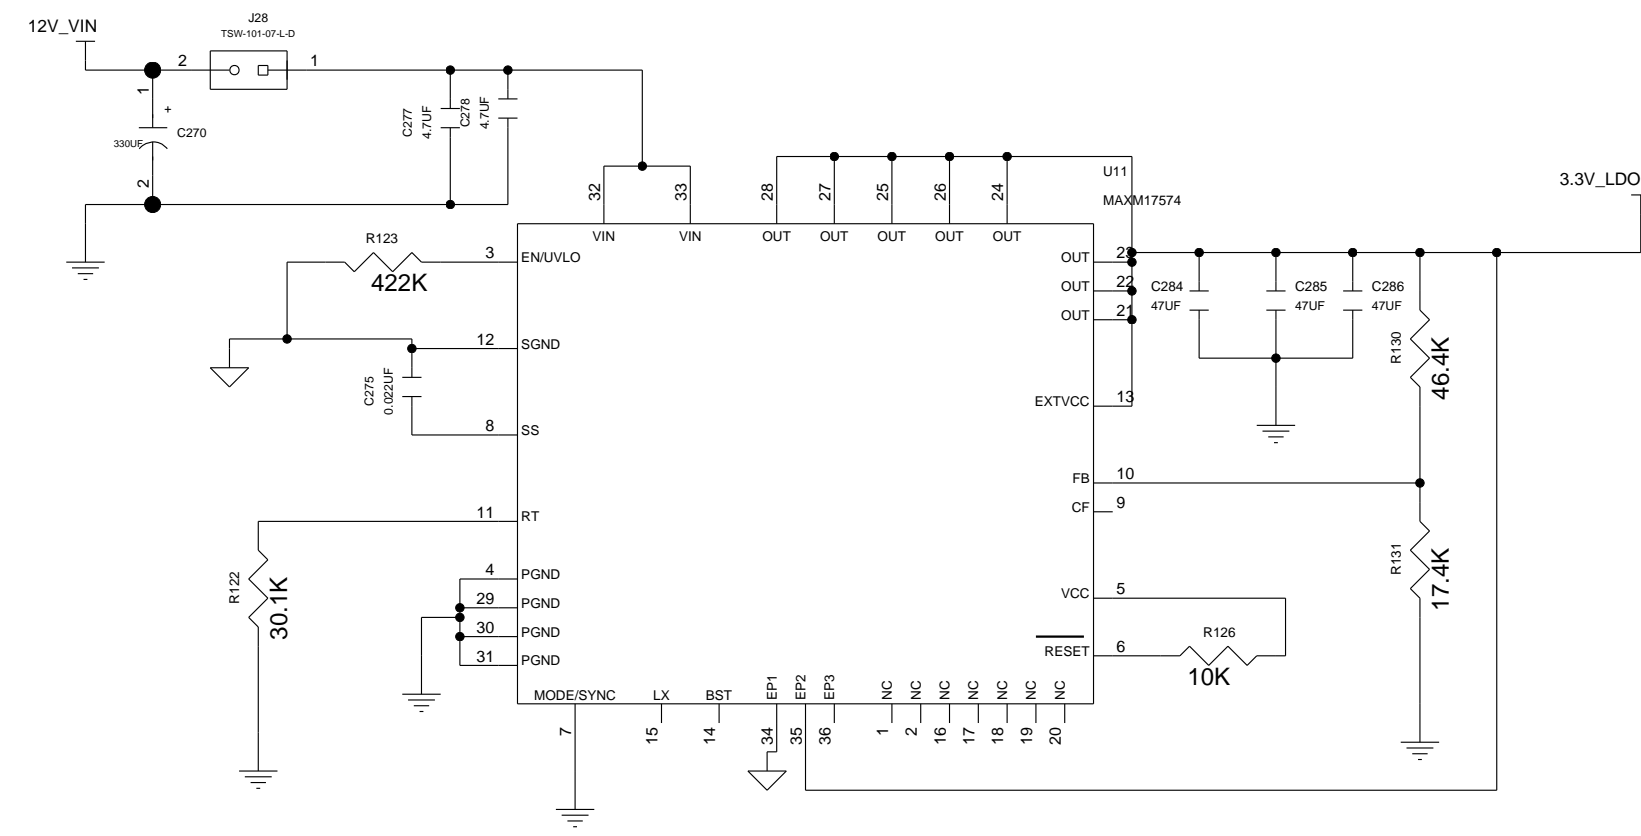 12V_VIN
J28
TSW-101-07-L-D
2
1
1
+
C270
330UF
2
C277
4.7UF
C278
4.7UF
32
33
28
27
25
26
24
U11
MAXM17574
3.3V_LDO
VIN
VIN
OUT
OUT
OUT
OUT
OUT
R123
422K
3
EN/UVLO
OUT
23
OUT
22
OUT
21
C284
47UF
C285
47UF
C286
47UF
12
SGND
C275
0.022UF
8
SS
EXTVCC
13
R130
46.4K
FB
10
CF
9
11
RT
R122
30.1K
4
PGND
29
PGND
30
PGND
31
PGND
VCC
5
RESET
6
R126
10K
R131
17.4K
MODE/SYNC
LX
BST
EP1
EP2
EP3
NC
NC
NC
NC
NC
NC
NC
7
15
14
34
35
36
1
2
16
17
18
19
20